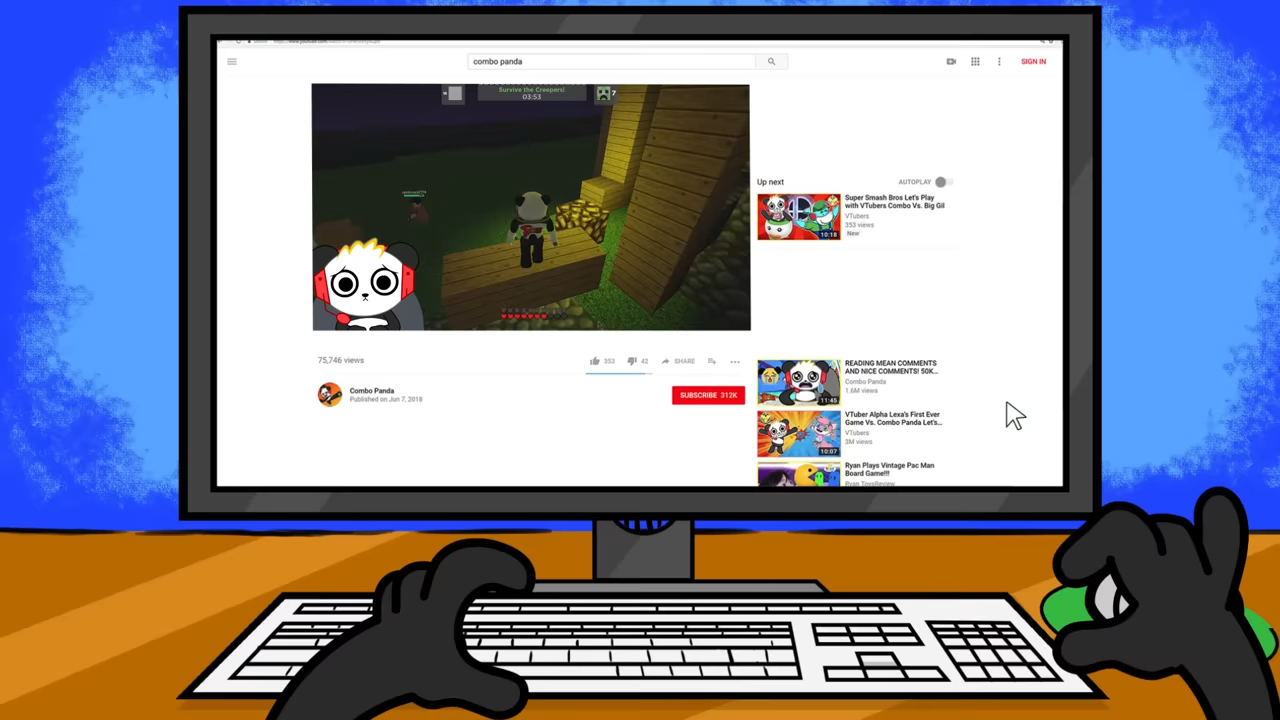 combo panda
SIGN IN
Survive the Creepers!
03:53
7
Up next
AUTOPLAY
Super Smash Bros Let's Play
with VTubers Combo Vs. Big Gil
VTubers
353 views
New
10:18
75,746 views
353
42
SHARE
Combo Panda
Published on Jun 7, 2018
SUBSCRIBE 312K
READING MEAN COMMENTS
AND NICE COMMENTS! 50K...
Combo Panda
1.6M views
11:45
VTuber Alpha Lexa's First Ever
Game Vs. Combo Panda Let's...
VTubers
3M views
10:07
Ryan Plays Vintage Pac Man
Board Game!!!
Ryan ToysReview